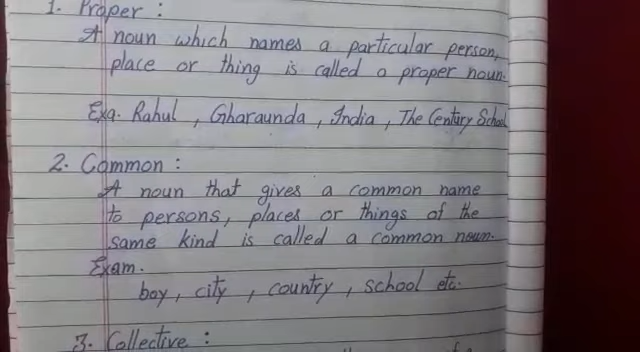 1. Proper :
A noun which names a particular person,
place or thing is called a proper noun.
Exa. Rahul , Gharaunda , India , The Century School
2. Common :
A noun that gives a common name
to persons, places or things of the
same kind is called a common noun.
Exam.
boy, city , country , school etc.
3. Collective :